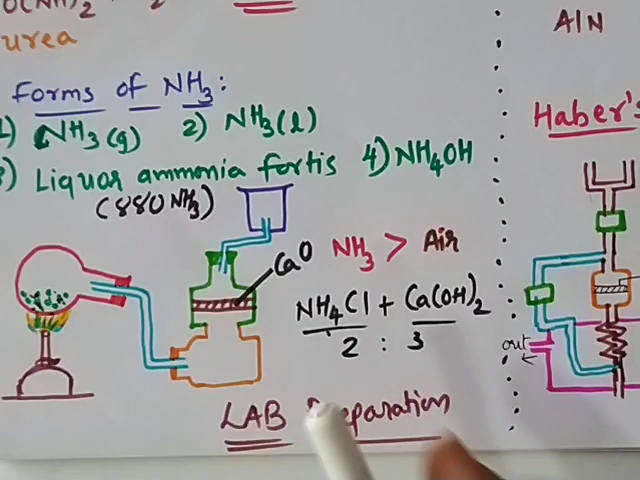 urea
AlN
Forms of NH3:
1) NH3(g) 2) NH3(l)
3) Liquor ammonia fortis 4) NH4OH
(880 NH3)
Haber's
CaO
NH3 > Air
NH4Cl + Ca(OH)2
2 : 3
out
LAB Preparation